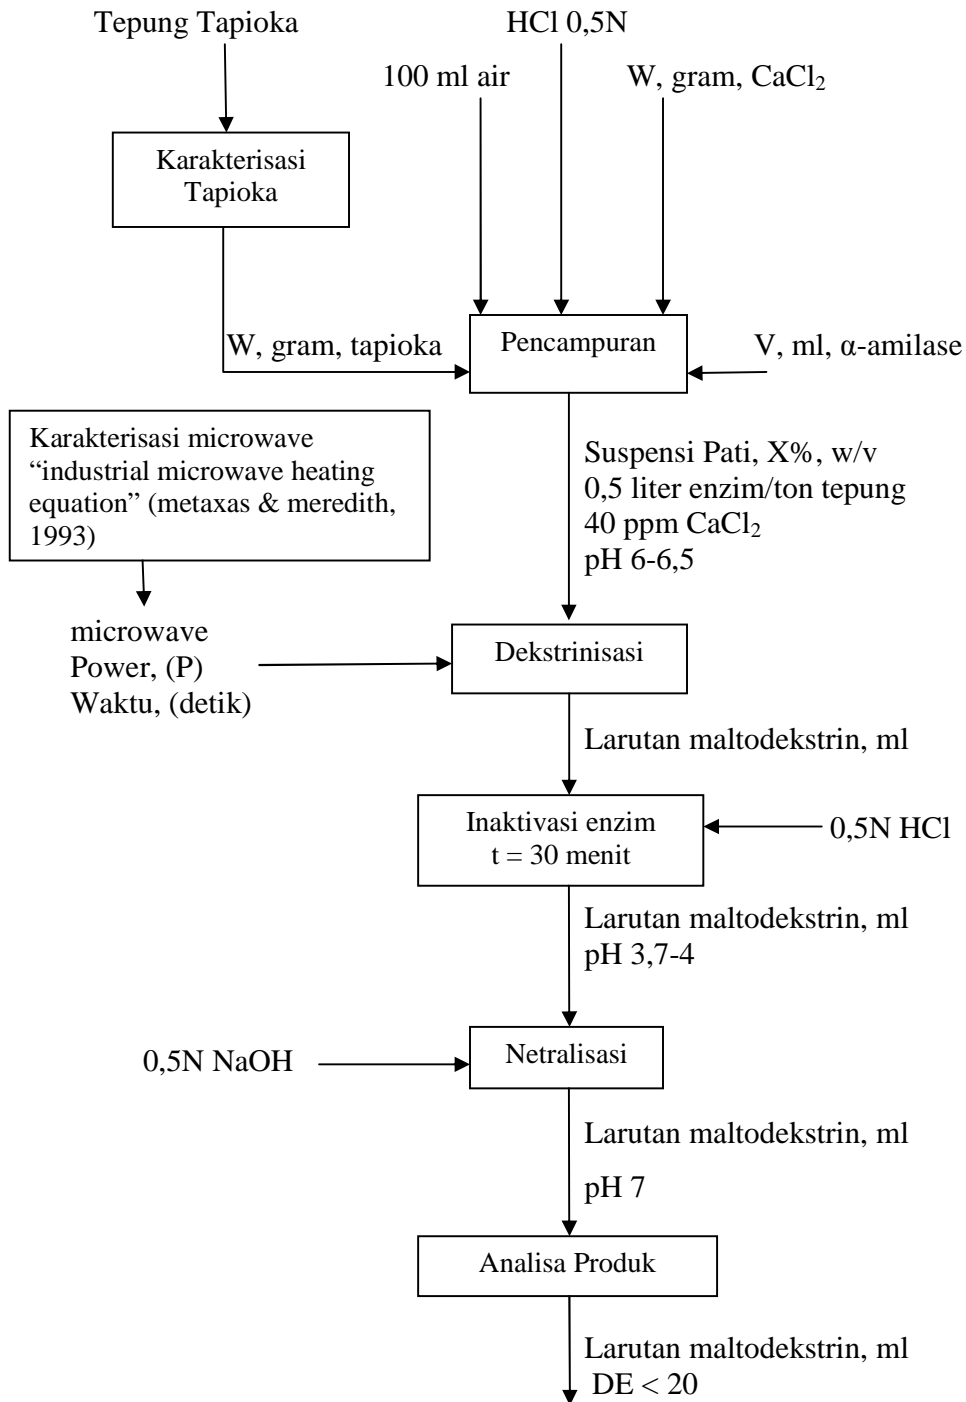 Tepung Tapioka
HCl 0,5N
100 ml air
W, gram, CaCl₂
Karakterisasi
Tapioka
W, gram, tapioka
Pencampuran
V, ml, α-amilase
Karakterisasi microwave
“industrial microwave heating
equation” (metaxas & meredith,
1993)
Suspensi Pati, X%, w/v
0,5 liter enzim/ton tepung
40 ppm CaCl₂
pH 6-6,5
microwave
Power, (P)
Waktu, (detik)
Dekstrinisasi
Larutan maltodekstrin, ml
Inaktivasi enzim
t = 30 menit
0,5N HCl
Larutan maltodekstrin, ml
pH 3,7-4
0,5N NaOH
Netralisasi
Larutan maltodekstrin, ml
pH 7
Analisa Produk
Larutan maltodekstrin, ml
DE < 20